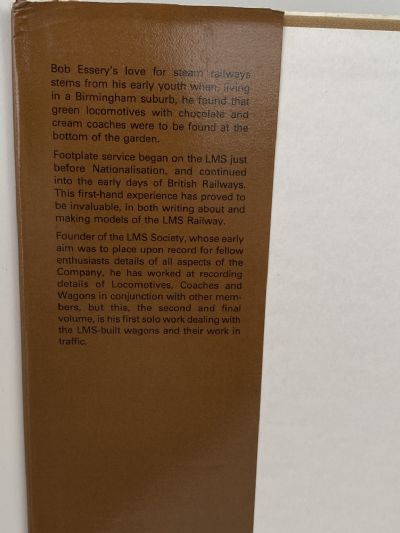 Bob Essery's love for steam railways
stems from his early youth when, living
in a Birmingham suburb, he found that
green locomotives with chocolate and
cream coaches were to be found at the
bottom of the garden.
Footplate service began on the LMS just
before Nationalisation, and continued
into the early days of British Railways.
This first-hand experience has proved to
be invaluable, in both writing about and
making models of the LMS Railway.
Founder of the LMS Society, whose early
aim was to place upon record for fellow
enthusiasts details of all aspects of the
Company, he has worked at recording
details of Locomotives, Coaches and
Wagons in conjunction with other mem-
bers, but this, the second and final
volume, is his first solo work dealing with
the LMS-built wagons and their work in
traffic.